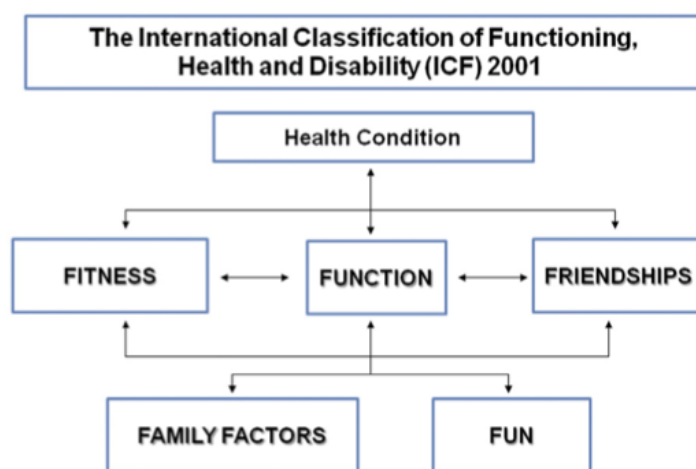 The International Classification of Functioning,
Health and Disability (ICF) 2001
Health Condition
FITNESS
FUNCTION
FRIENDSHIPS
FAMILY FACTORS
FUN